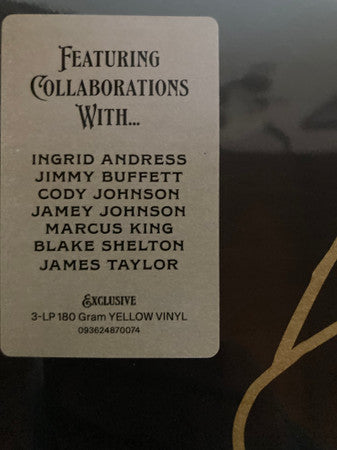 FEATURING
COLLABORATIONS
WITH...
INGRID ANDRESS
JIMMY BUFFETT
CODY JOHNSON
JAMEY JOHNSON
MARCUS KING
BLAKE SHELTON
JAMES TAYLOR
EXCLUSIVE
3-LP 180 Gram YELLOW VINYL
093624870074